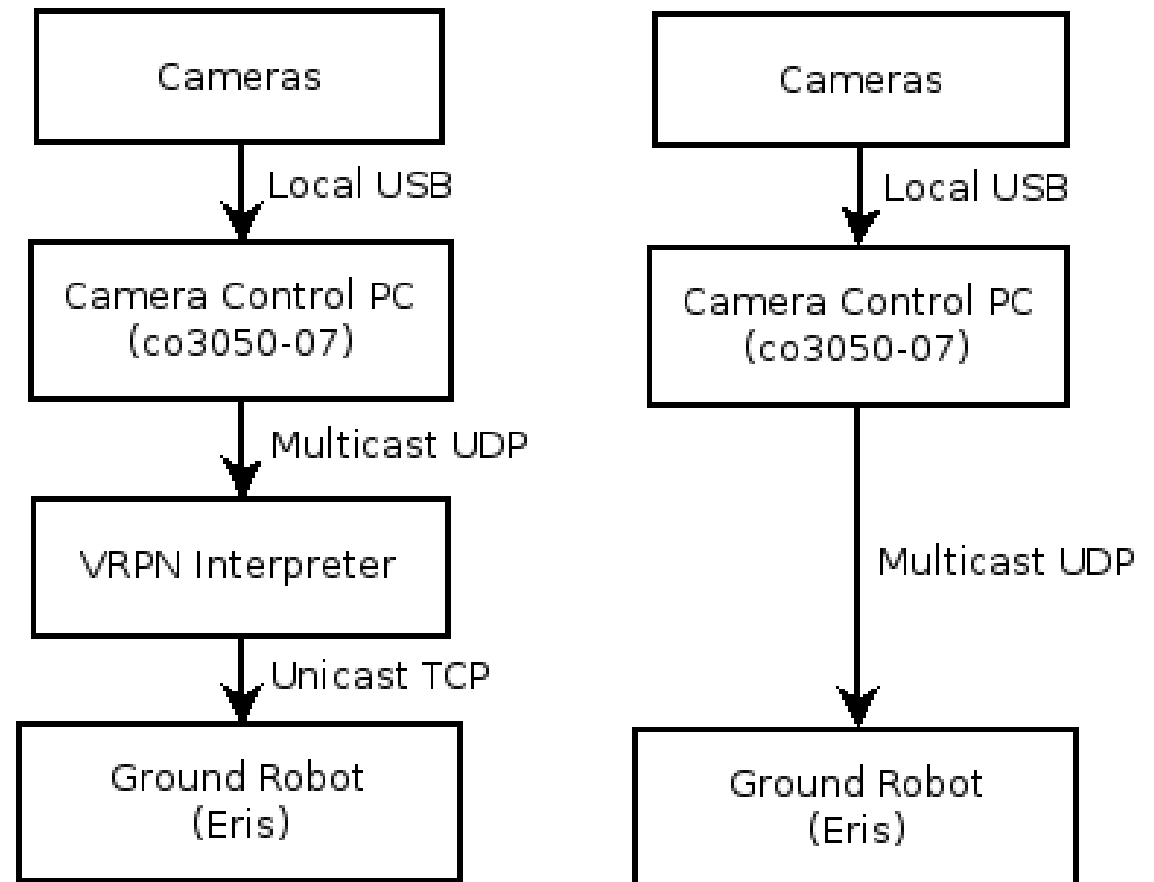 Cameras
Local USB
Camera Control PC
(co3050-07)
Multicast UDP
VRPN Interpreter
Unicast TCP
Ground Robot
(Eris)
Cameras
Local USB
Camera Control PC
(co3050-07)
Multicast UDP
Ground Robot
(Eris)